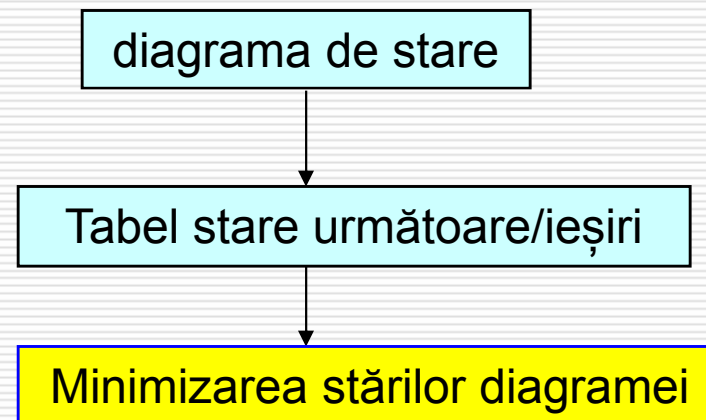 diagrama de stare
Tabel stare următoare/ieșiri
Minimizarea stărilor diagramei